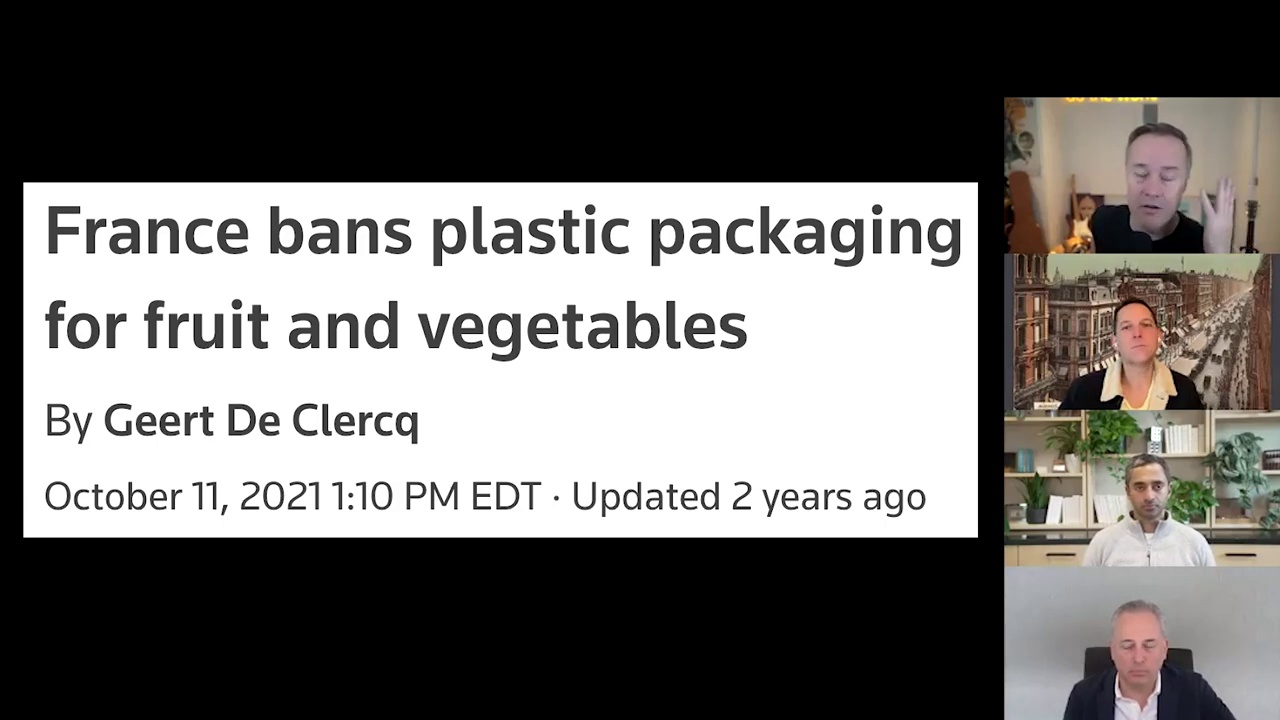 France bans plastic packaging
for fruit and vegetables
By Geert De Clercq
October 11, 2021 1:10 PM EDT · Updated 2 years ago